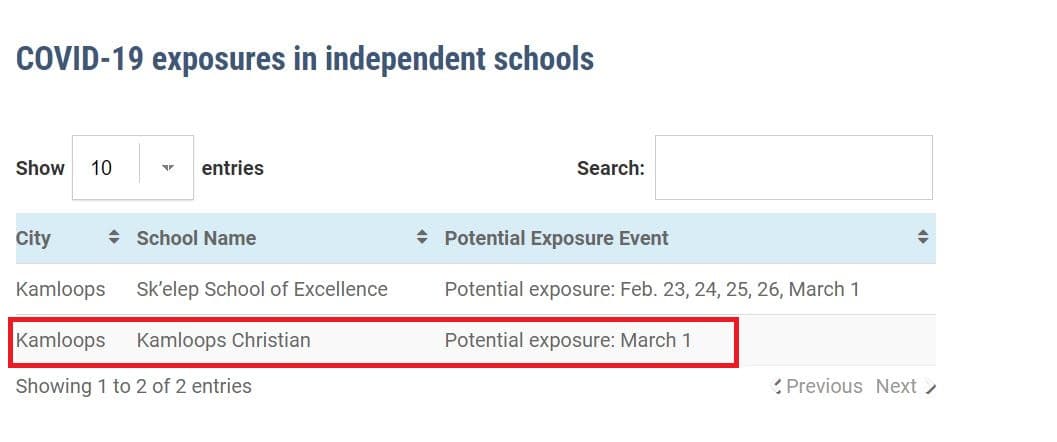 COVID-19 exposures in independent schools
Show 10 entries Search:
City School Name Potential Exposure Event
Kamloops Sk’elep School of Excellence Potential exposure: Feb. 23, 24, 25, 26, March 1
Kamloops Kamloops Christian Potential exposure: March 1
Showing 1 to 2 of 2 entries Previous Next